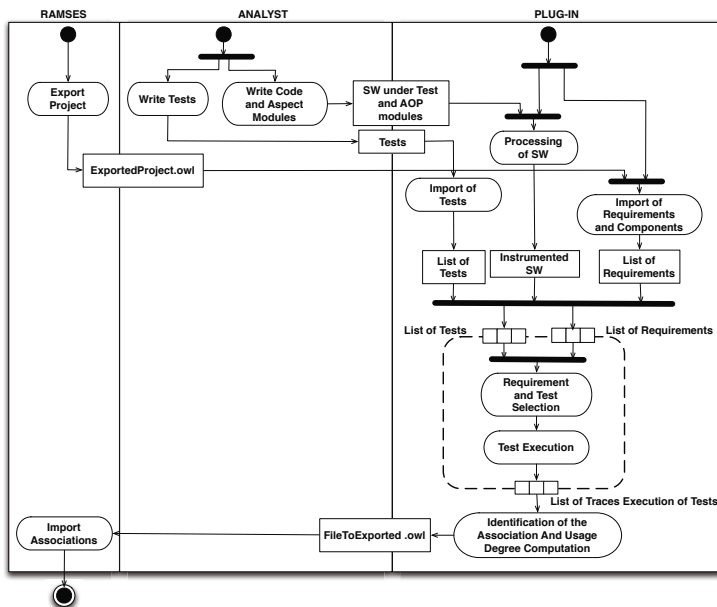 RAMSES
ANALYST
PLUG-IN
Export
Project
Write Tests
Write Code
and Aspect
Modules
SW under Test
and AOP
modules
Tests
Processing
of SW
ExportedProject.owl
Import of
Tests
Import of
Requirements
and Components
List of
Tests
Instrumented
SW
List of
Requirements
List of Tests
List of Requirements
Requirement
and Test
Selection
Test Execution
List of Traces Execution of Tests
Import
Associations
FileToExported .owl
Identification of the
Association And Usage
Degree Computation